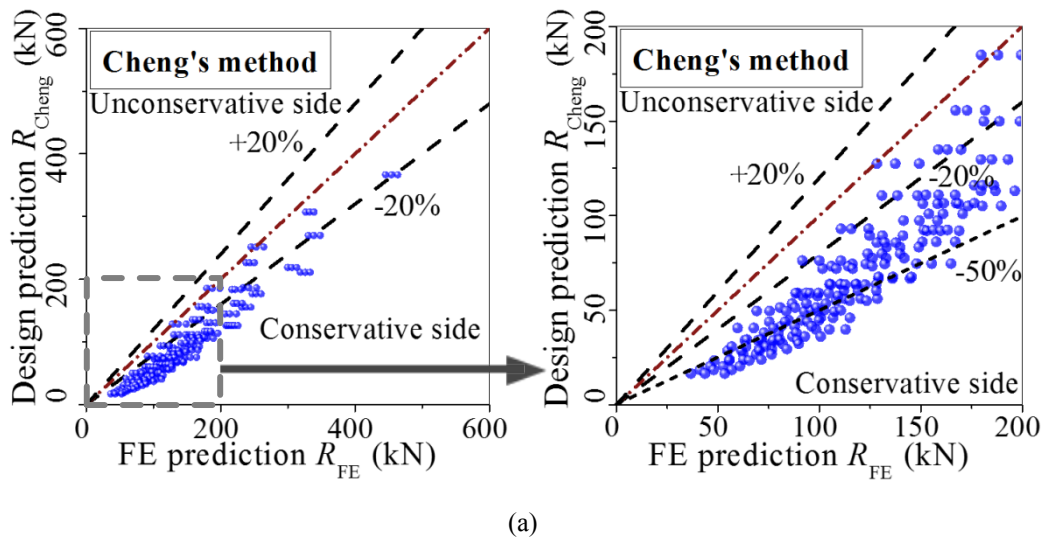 Cheng's method
Unconservative side
+20%
-20%
Conservative side
Design prediction R_Cheng (kN)
0
200
400
600
0
200
400
600
FE prediction R_FE (kN)
Cheng's method
Unconservative side
+20%
-20%
-50%
Conservative side
Design prediction R_Cheng (kN)
0
50
100
150
200
0
50
100
150
200
FE prediction R_FE (kN)
(a)